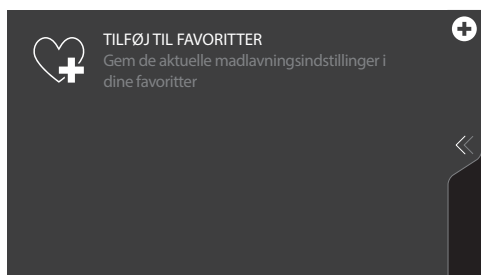 TILFØJ TIL FAVORITTER
Gem de aktuelle madlavningsindstillinger i
dine favoritter